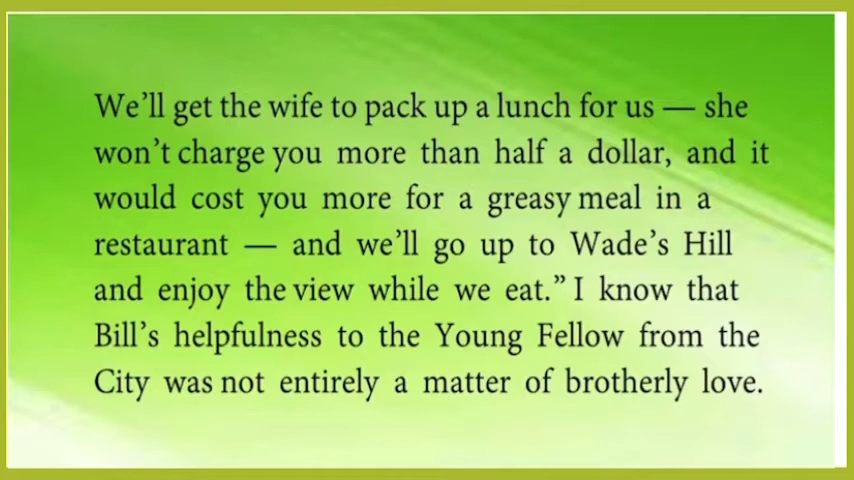 We’ll get the wife to pack up a lunch for us — she
won’t charge you more than half a dollar, and it
would cost you more for a greasy meal in a
restaurant — and we’ll go up to Wade’s Hill
and enjoy the view while we eat.” I know that
Bill’s helpfulness to the Young Fellow from the
City was not entirely a matter of brotherly love.